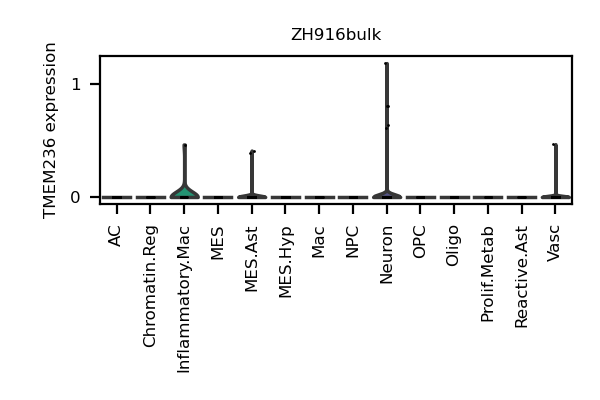 ZH916bulk
TMEM236 expression
1
0
AC
Chromatin.Reg
Inflammatory.Mac
MES
MES.Ast
MES.Hyp
Mac
NPC
Neuron
OPC
Oligo
Prolif.Metab
Reactive.Ast
Vasc